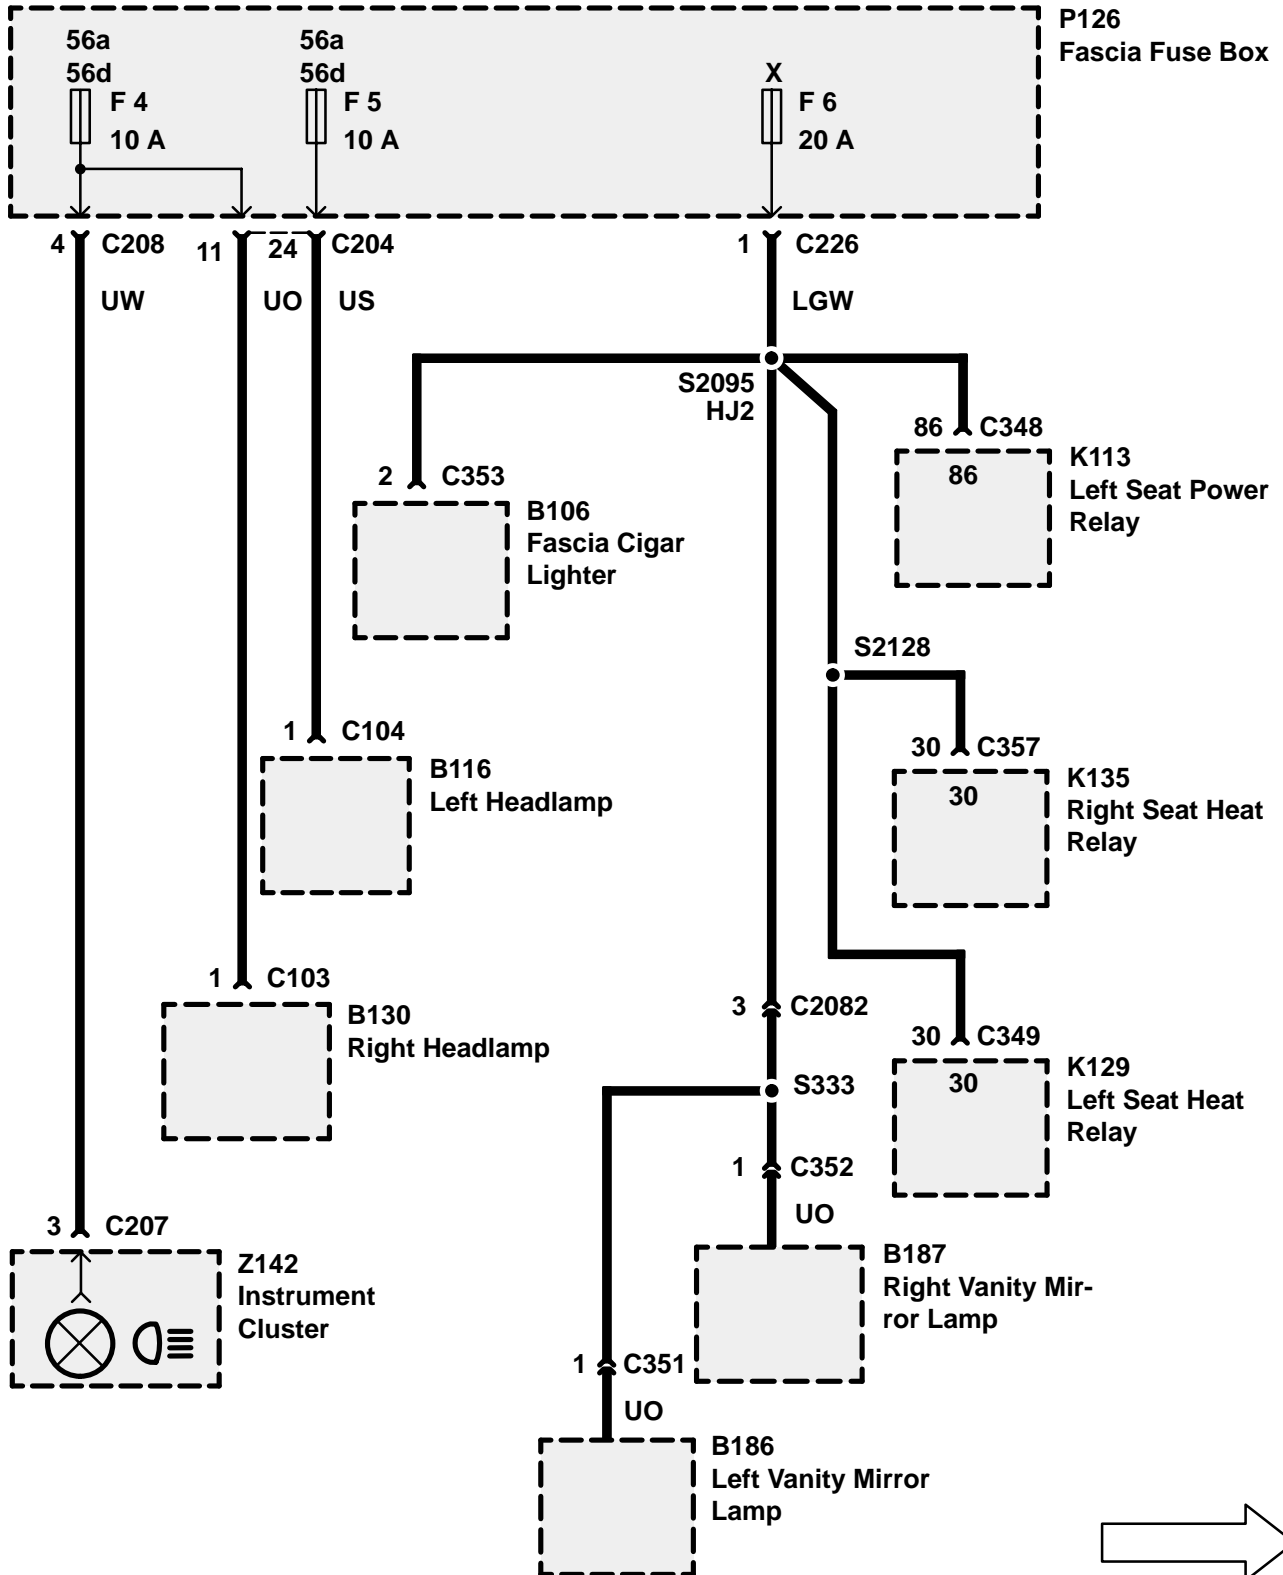 P126
Fascia Fuse Box
56a
56d
F 4
10 A
56a
56d
F 5
10 A
X
F 6
20 A
4 C208
11
24 C204
1 C226
UW
UO
US
LGW
S2095
HJ2
86 C348
86
K113
Left Seat Power
Relay
2 C353
B106
Fascia Cigar
Lighter
S2128
1 C104
B116
Left Headlamp
30 C357
30
K135
Right Seat Heat
Relay
1 C103
B130
Right Headlamp
3 C2082
30 C349
30
K129
Left Seat Heat
Relay
S333
1 C352
UO
3 C207
Z142
Instrument
Cluster
B187
Right Vanity Mir-
ror Lamp
1 C351
UO
B186
Left Vanity Mirror
Lamp